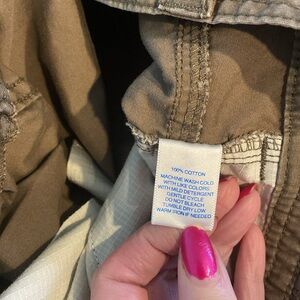 100% COTTON
MACHINE WASH COLD
WITH LIKE COLORS
WITH MILD DETERGENT
GENTLE CYCLE
DO NOT BLEACH
TUMBLE DRY LOW
WARM IRON IF NEEDED